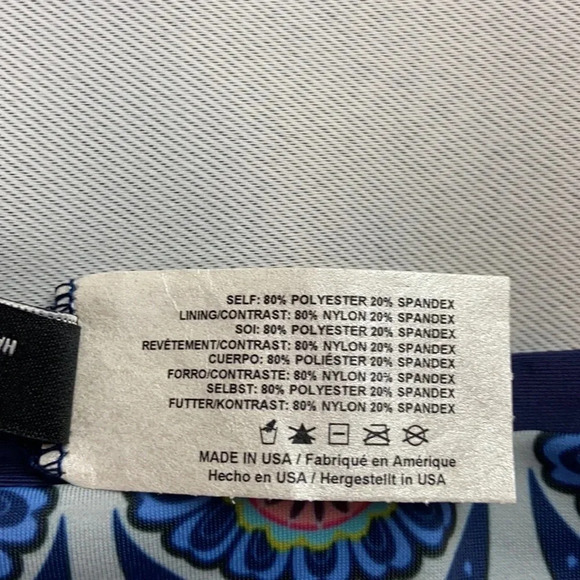 SELF: 80% POLYESTER 20% SPANDEX
LINING/CONTRAST: 80% NYLON 20% SPANDEX
SOI: 80% POLYESTER 20% SPANDEX
REVÊTEMENT/CONTRAST: 80% NYLON 20% SPANDEX
CUERPO: 80% POLIÉSTER 20% SPANDEX
FORRO/CONTRASTE: 80% NYLON 20% SPANDEX
SELBST: 80% POLYESTER 20% SPANDEX
FUTTER/KONTRAST: 80% NYLON 20% SPANDEX
MADE IN USA / Fabriqué en Amérique
Hecho en USA / Hergestellt in USA